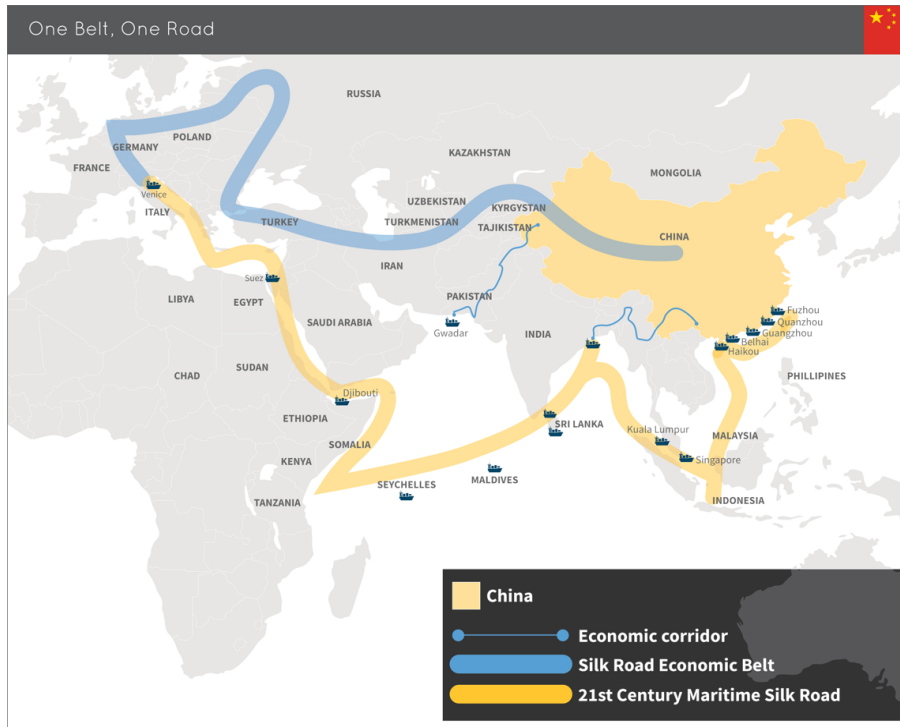 One Belt, One Road
RUSSIA
POLAND
GERMANY
FRANCE
KAZAKHSTAN
MONGOLIA
Venice
ITALY
UZBEKISTAN
KYRGYSTAN
TURKEY
TURKMENISTAN
TAJIKISTAN
CHINA
IRAN
Suez
LIBYA
EGYPT
PAKISTAN
SAUDI ARABIA
Gwadar
INDIA
Fuzhou
Quanzhou
Guangzhou
Belhai
Haikou
CHAD
SUDAN
PHILLIPINES
Djibouti
ETHIOPIA
SRI LANKA
Kuala Lumpur
MALAYSIA
SOMALIA
KENYA
Singapore
SEYCHELLES
MALDIVES
TANZANIA
INDONESIA
China
Economic corridor
Silk Road Economic Belt
21st Century Maritime Silk Road